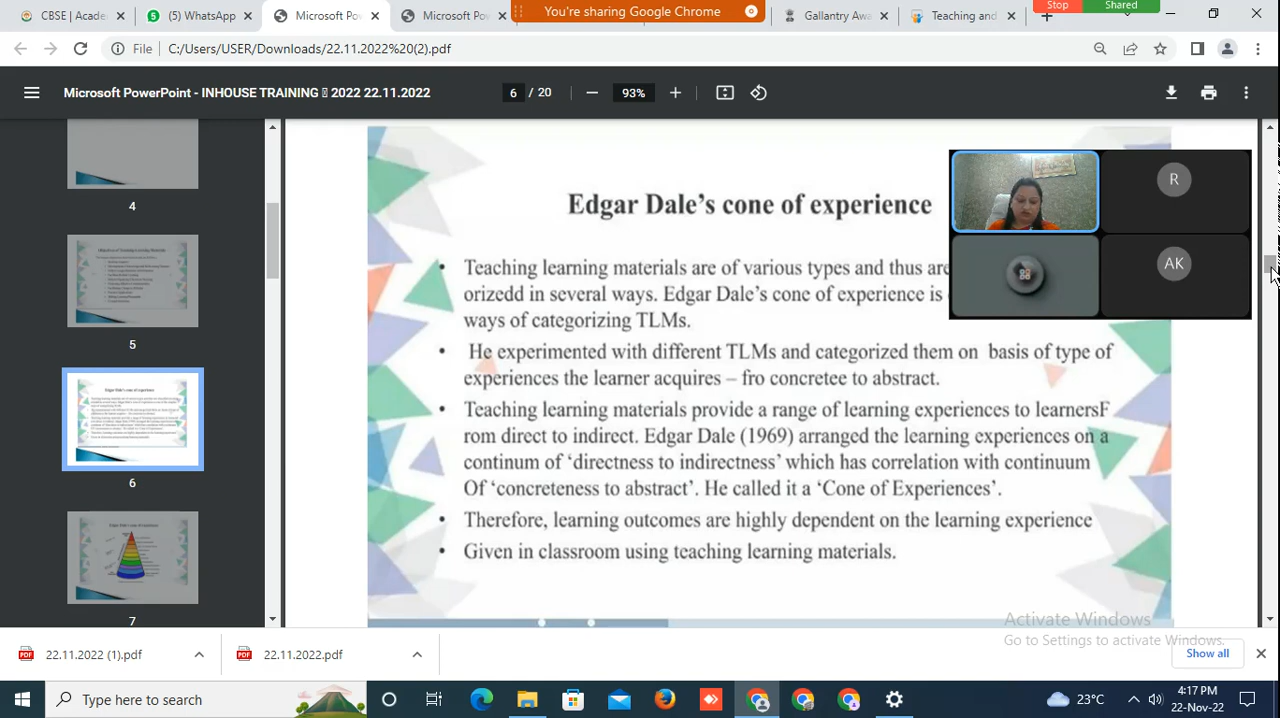 CBSE | Acade
(5) WhatsApp
Microsoft Po
Microsoft Po
You're sharing Google Chrome
Gallantry Awa
Teaching and
Stop
Shared
File
C:/Users/USER/Downloads/22.11.2022%20(2).pdf
Microsoft PowerPoint - INHOUSE TRAINING 2022 22.11.2022
6 / 20
93%
4
5
6
7
Edgar Dale's cone of experience
• Teaching learning materials are of various types and thus are
orizedd in several ways. Edgar Dale's cone of experience is
ways of categorizing TLMs.
• He experimented with different TLMs and categorized them on basis of type of
experiences the learner acquires – fro concretee to abstract.
• Teaching learning materials provide a range of learning experiences to learnersF
rom direct to indirect. Edgar Dale (1969) arranged the learning experiences on a
continum of 'directness to indirectness' which has correlation with continuum
Of 'concreteness to abstract'. He called it a 'Cone of Experiences'.
• Therefore, learning outcomes are highly dependent on the learning experience
• Given in classroom using teaching learning materials.
R
AK
Activate Windows
Go to Settings to activate Windows.
22.11.2022 (1).pdf
22.11.2022.pdf
Show all
Type here to search
23°C
4:17 PM
22-Nov-22